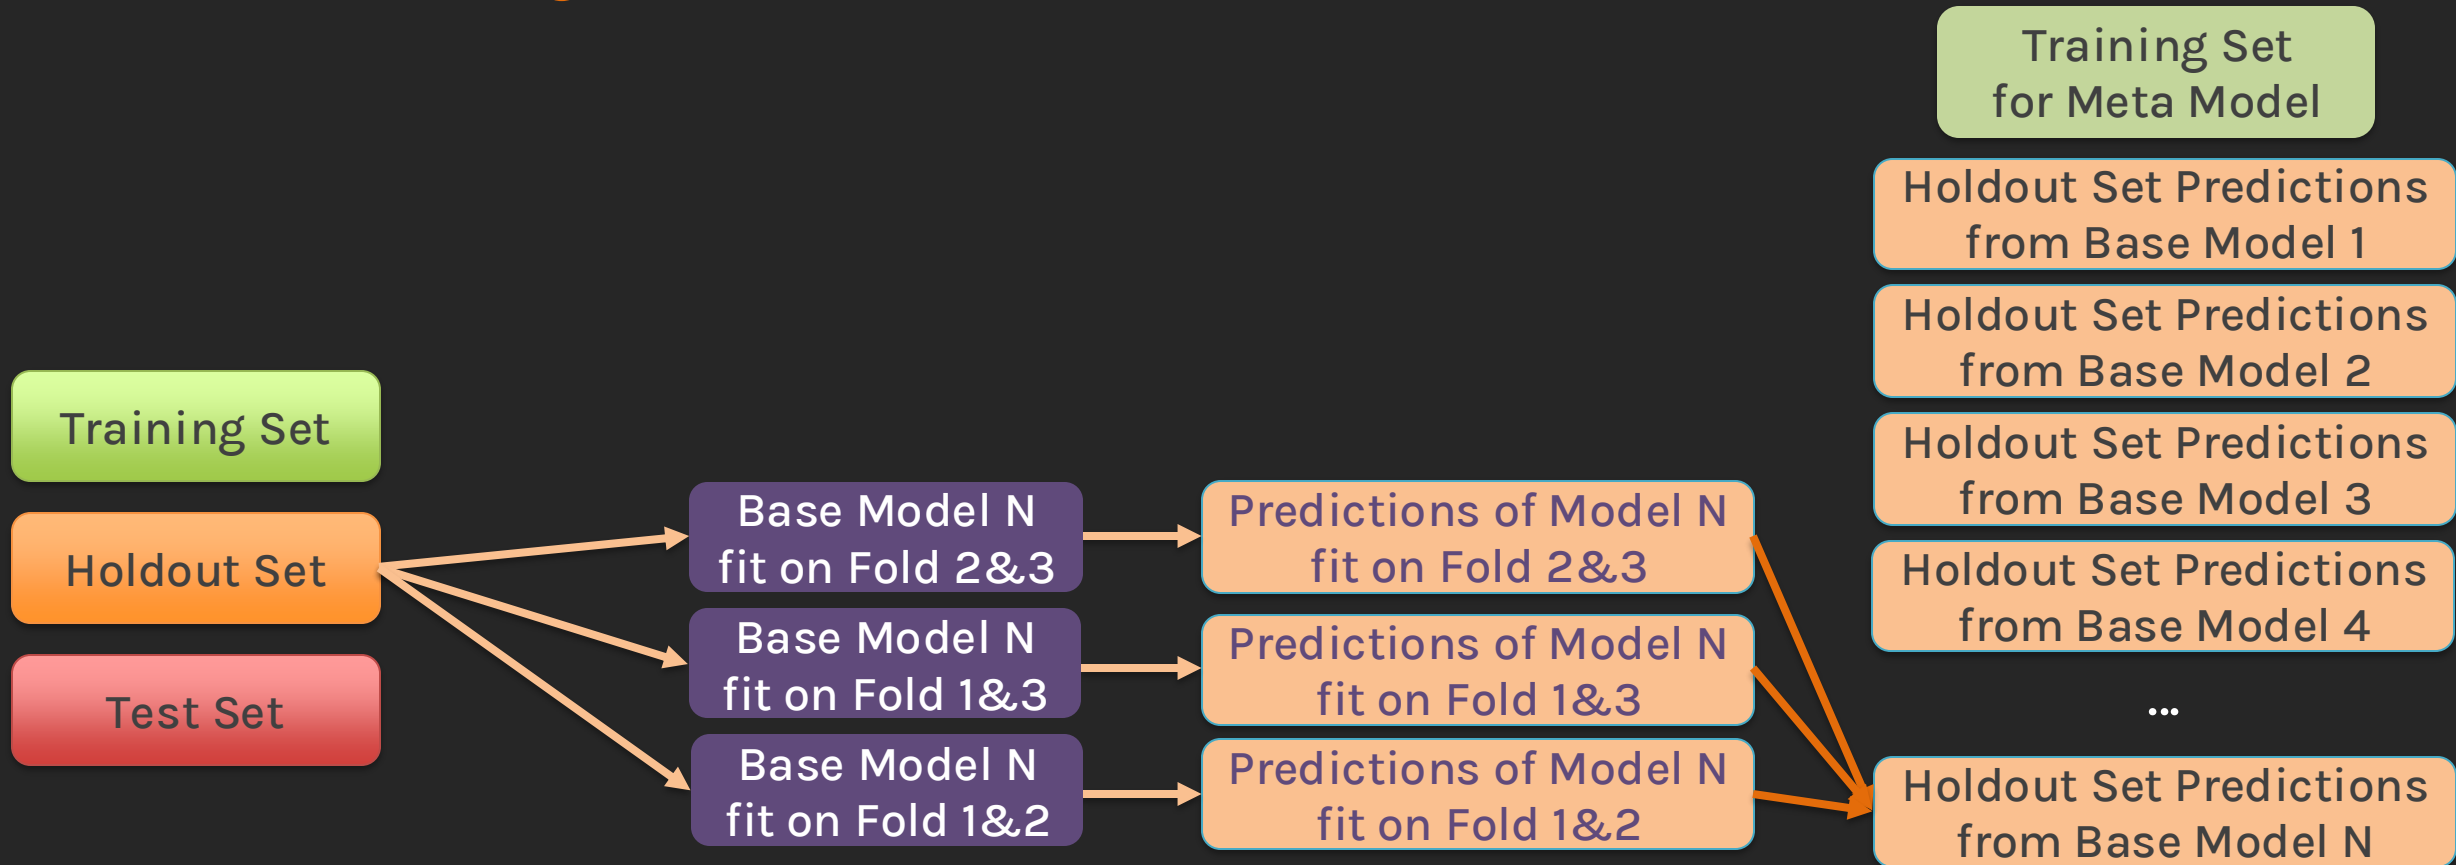 Training Set
for Meta Model
Holdout Set Predictions
from Base Model 1
Holdout Set Predictions
from Base Model 2
Holdout Set Predictions
from Base Model 3
Holdout Set Predictions
from Base Model 4
...
Holdout Set Predictions
from Base Model N
Training Set
Holdout Set
Test Set
Base Model N
fit on Fold 2&3
Base Model N
fit on Fold 1&3
Base Model N
fit on Fold 1&2
Predictions of Model N
fit on Fold 2&3
Predictions of Model N
fit on Fold 1&3
Predictions of Model N
fit on Fold 1&2